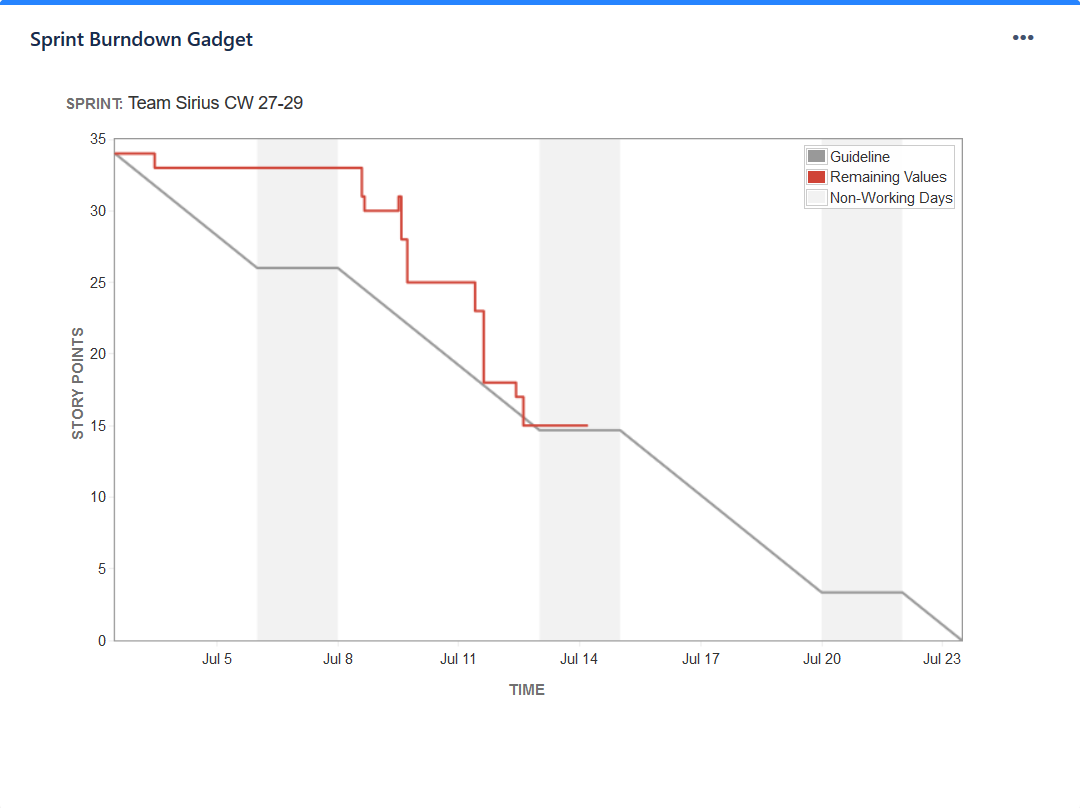 Sprint Burndown Gadget
SPRINT: Team Sirius CW 27-29
35
30
25
20
15
10
5
0
STORY POINTS
Guideline
Remaining Values
Non-Working Days
Jul 5 Jul 8 Jul 11 Jul 14 Jul 17 Jul 20 Jul 23
TIME